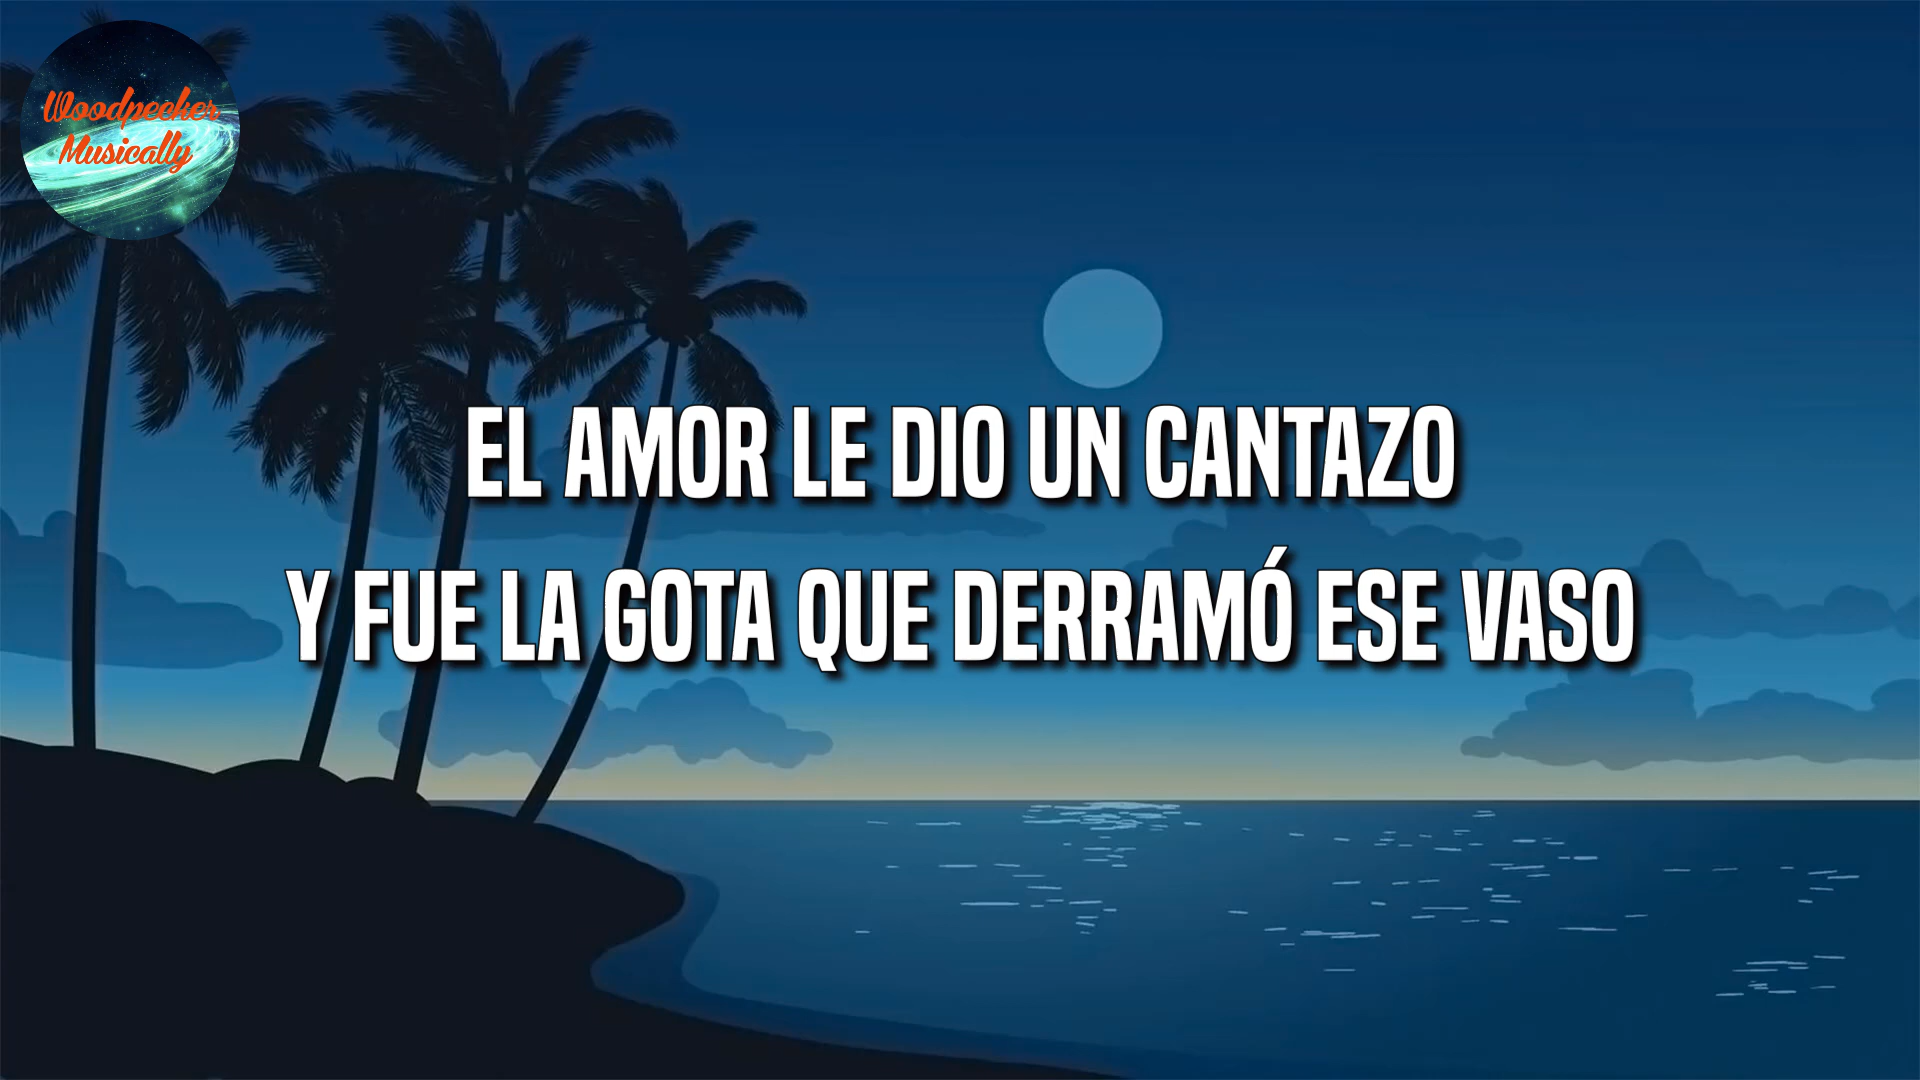 Woodpecker
Musically
EL AMOR LE DIO UN CANTAZO
Y FUE LA GOTA QUE DERRAMÓ ESE VASO